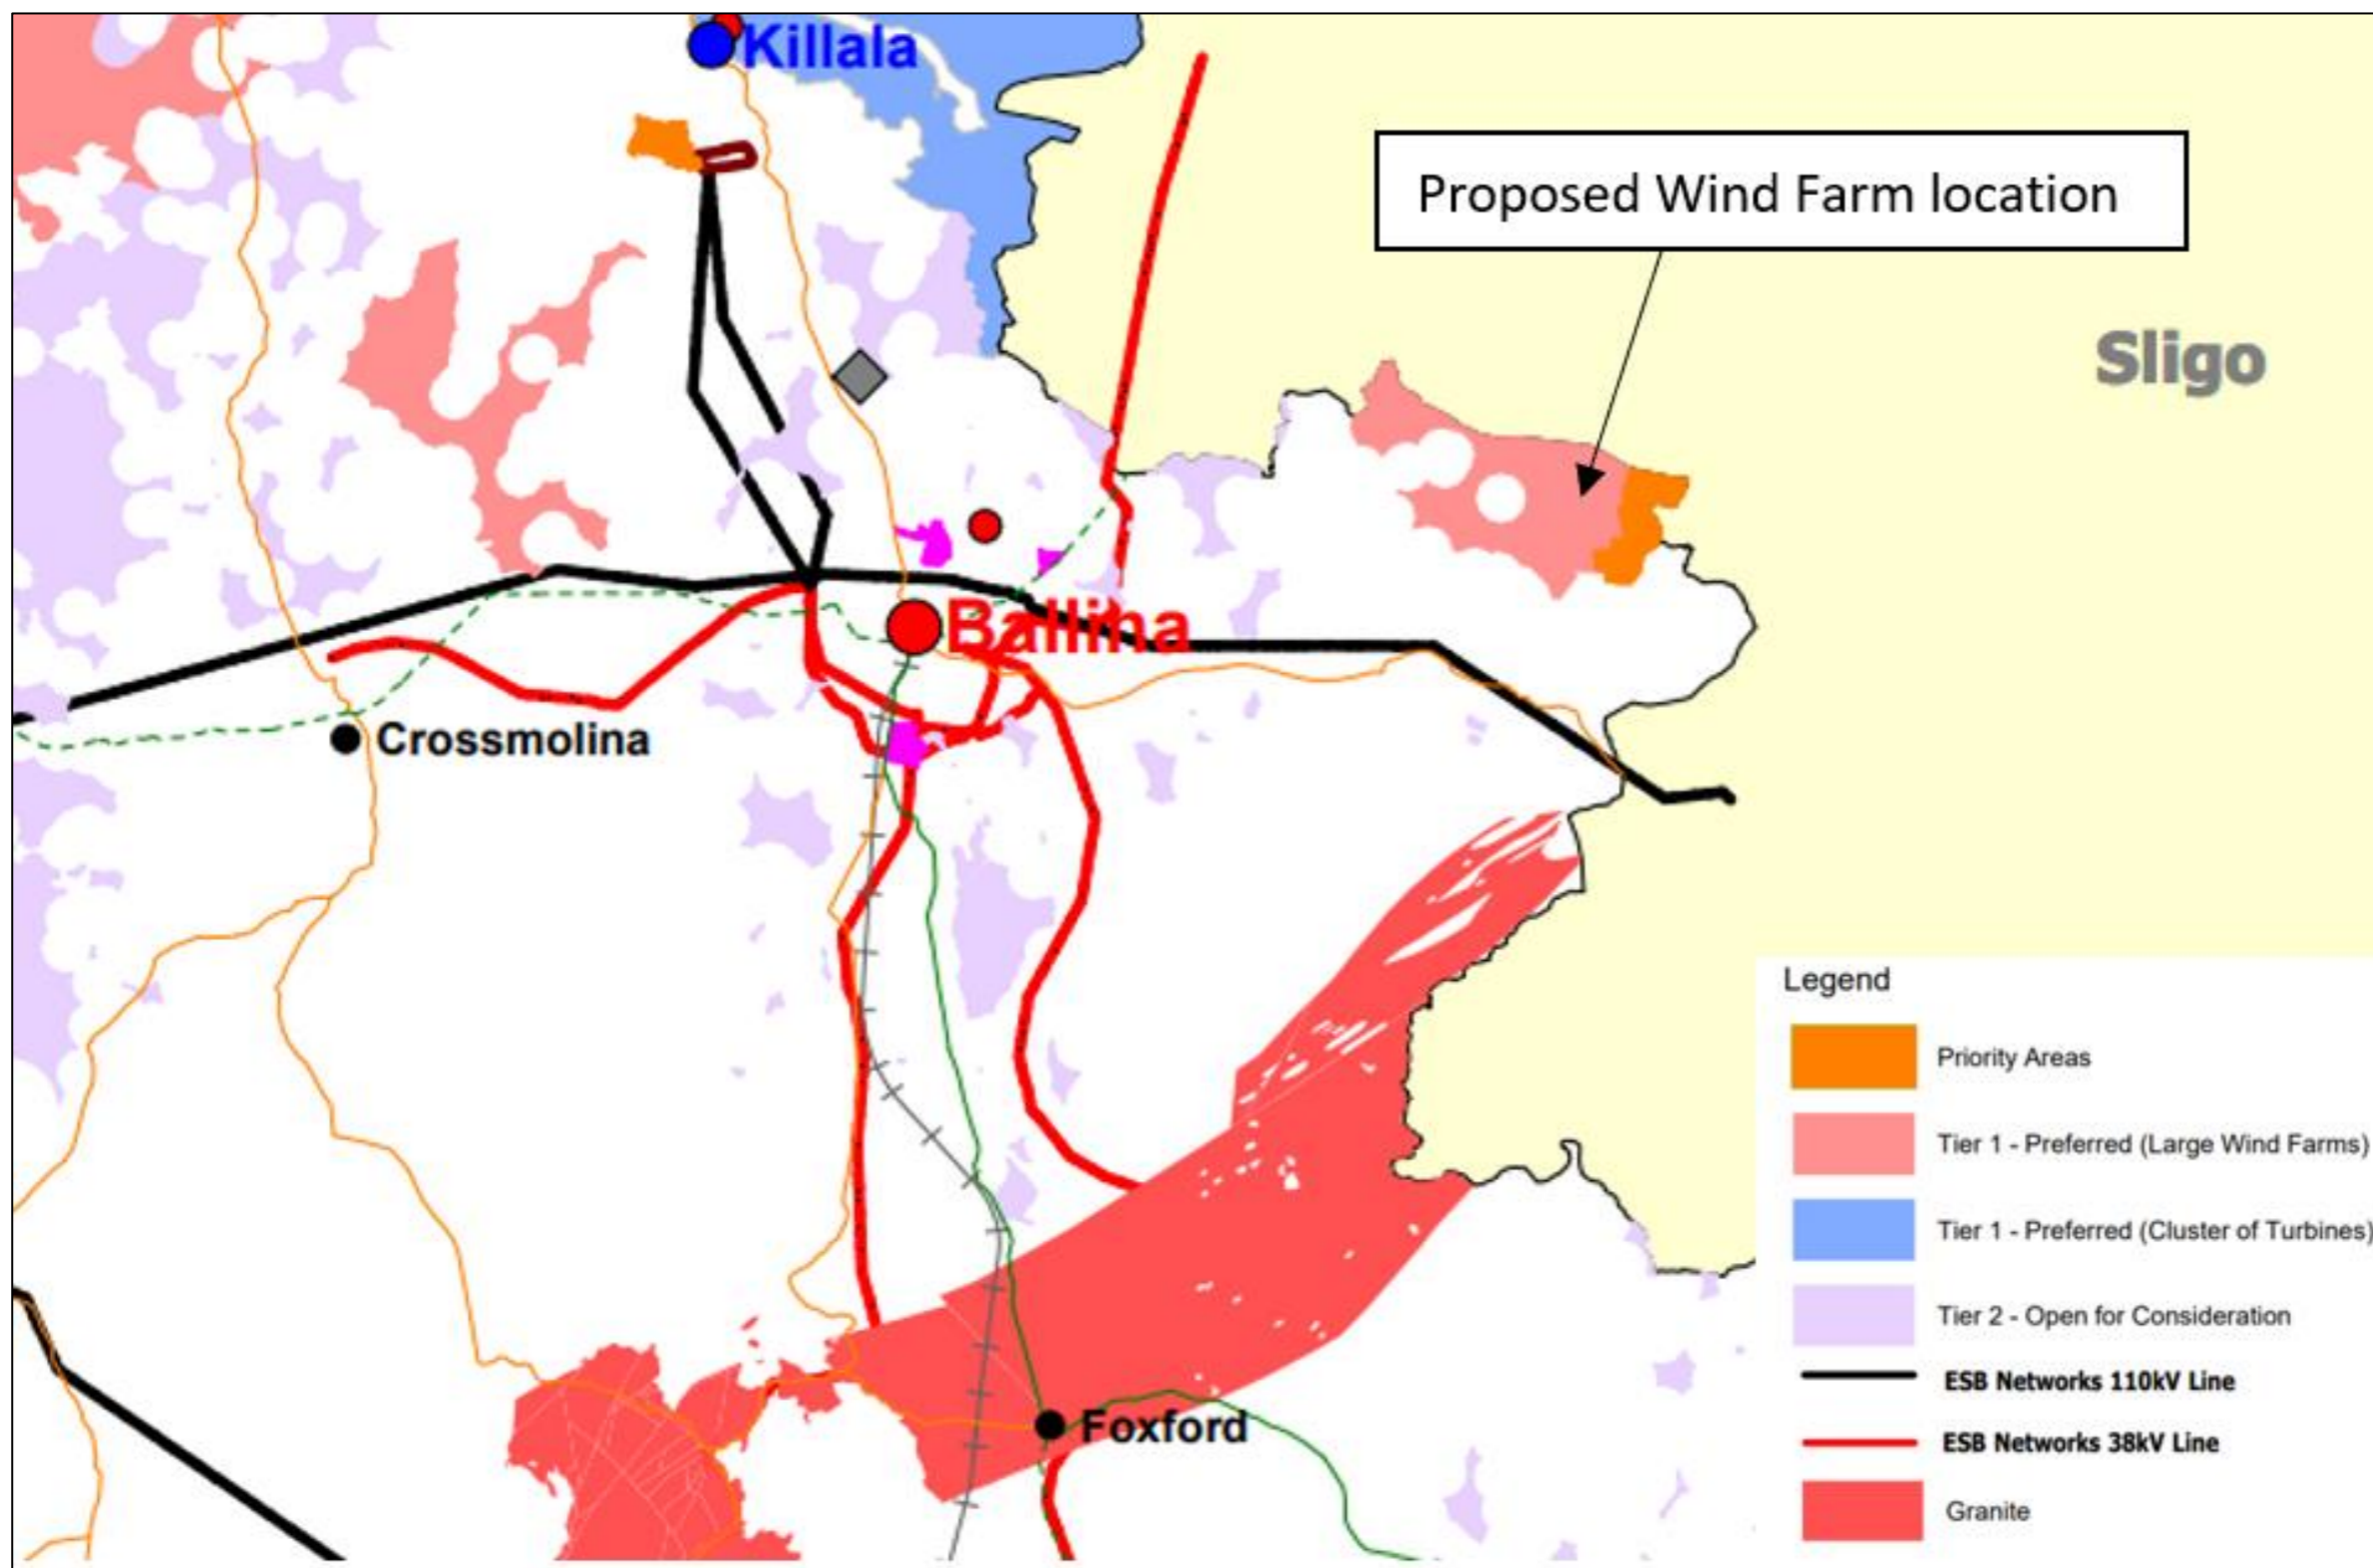 Killala
Proposed Wind Farm location
Sligo
Ballina
Crossmolina
Legend
Priority Areas
Tier 1 - Preferred (Large Wind Farms)
Tier 1 - Preferred (Cluster of Turbines)
Tier 2 - Open for Consideration
ESB Networks 110kV Line
ESB Networks 38kV Line
Foxford
Granite